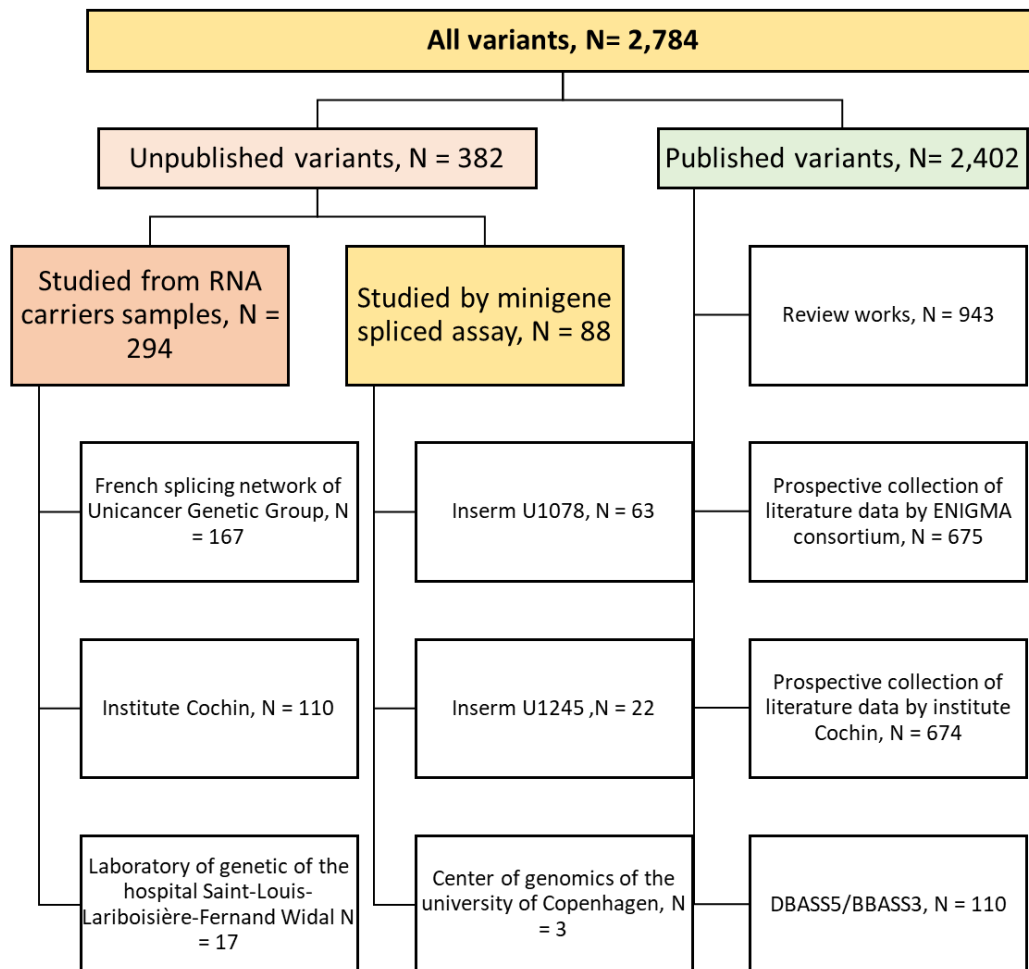 All variants, N= 2,784
Unpublished variants, N = 382
Published variants, N= 2,402
Studied from RNA
carriers samples, N =
294
Studied by minigene
spliced assay, N = 88
Review works, N = 943
French splicing network of
Unicancer Genetic Group, N
= 167
Inserm U1078, N = 63
Prospective collection of
literature data by ENIGMA
consortium, N = 675
Institute Cochin, N = 110
Inserm U1245 ,N = 22
Prospective collection of
literature data by institute
Cochin, N = 674
Laboratory of genetic of the
hospital Saint-Louis-
Lariboisière-Fernand Widal N
= 17
Center of genomics of the
university of Copenhagen, N
= 3
DBASS5/BBASS3, N = 110